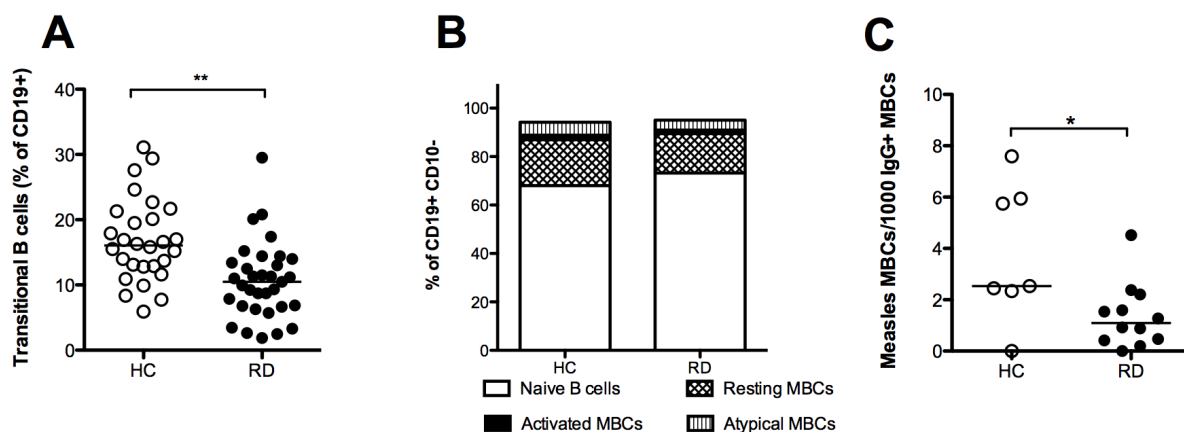 A
Transitional B cells (% of CD19+)
40
30
20
10
0
**
HC
RD
B
% of CD19+ CD10-
100
80
60
40
20
0
HC
RD
Naive B cells
Resting MBCs
Activated MBCs
Atypical MBCs
C
Measles MBCs/1000 IgG+ MBCs
10
8
6
4
2
0
*
HC
RD